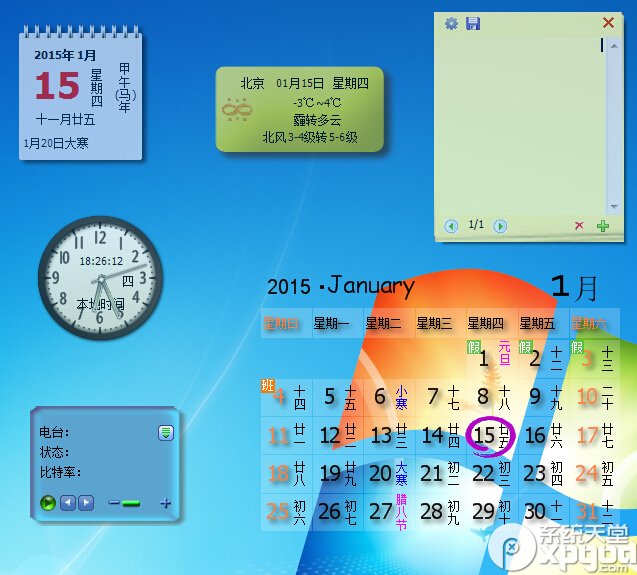 2015年1月
15
星期四
甲午(马)年
十一月廿五
1月20日大寒
北京 01月15日 星期四
-3℃~4℃
霾转多云
北风3-4级转5-6级
1/1
12
1
2
3
4
5
6
7
8
9
10
11
18:26:12
四
本地时间
2015 · January 1月
星期日 星期一 星期二 星期三 星期四 星期五 星期六
假 1 元旦 假 2 十二 假 3 十三
班 4 十四 5 十五 6 小寒 7 十七 8 十八 9 十九 10 二十
11 廿一 12 廿二 13 廿三 14 廿四 15 廿五 16 廿六 17 廿七
18 廿八 19 廿九 20 大寒 21 初二 22 初三 23 初四 24 初五
25 初六 26 初七 27 腊八节 28 初九 29 初十 30 十一 31 十二
电台:
状态:
比特率:
系统天堂